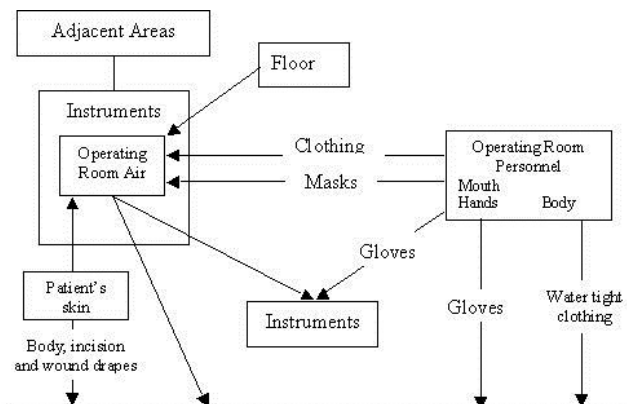 Adjacent Areas
Floor
Instruments
Operating
Room Air
Clothing
Masks
Operating Room
Personnel
Mouth
Hands
Body
Gloves
Patient's
skin
Instruments
Gloves
Water tight
clothing
Body, incision
and wound drapes